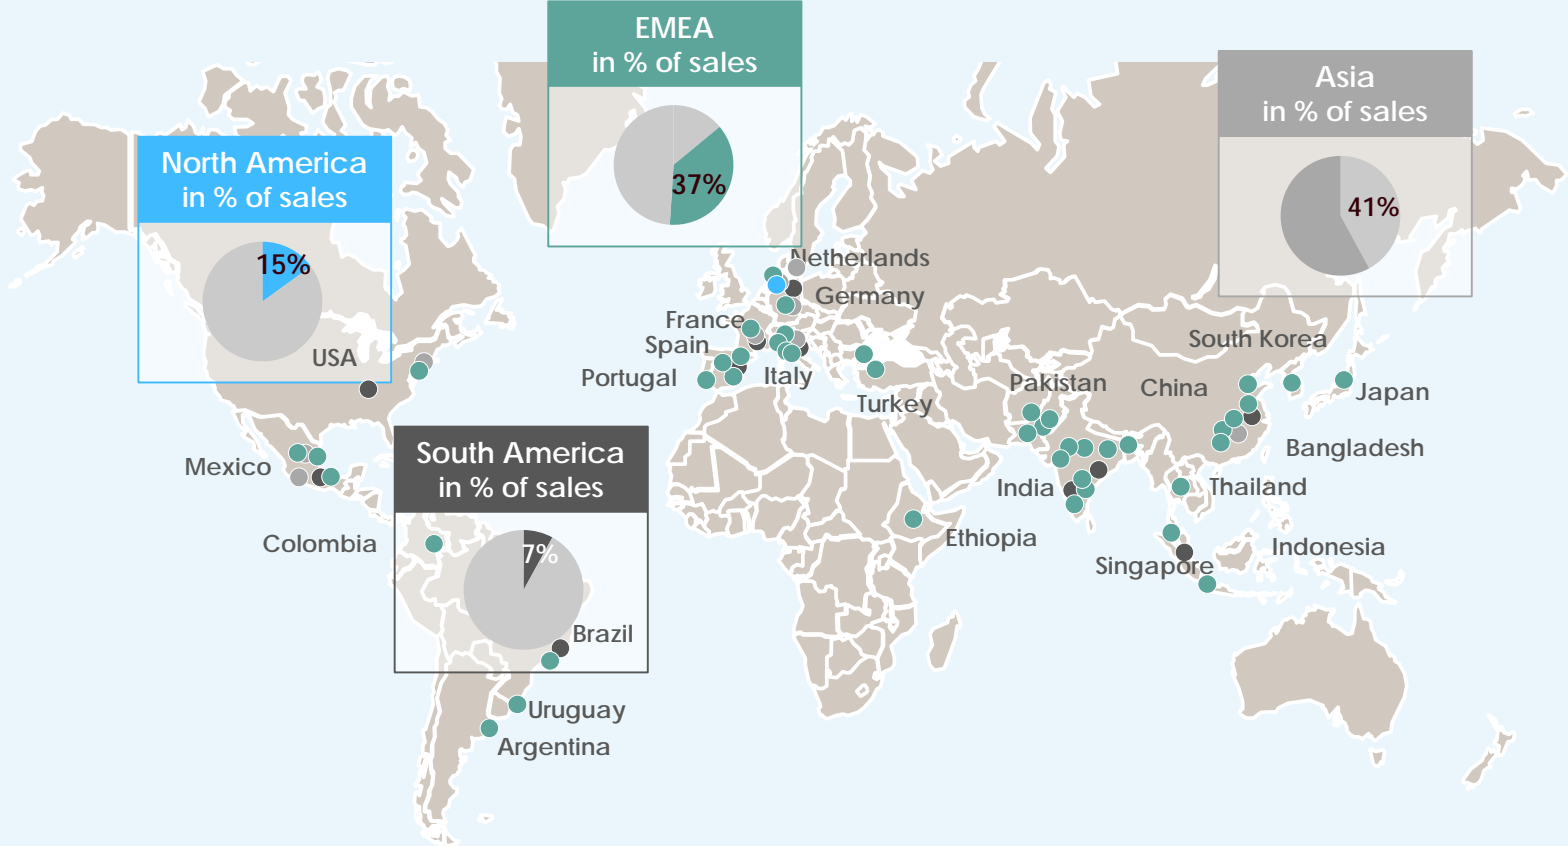 EMEA
in % of sales
37%
Asia
in % of sales
41%
North America
in % of sales
15%
South America
in % of sales
7%
Netherlands
Germany
France
Spain
Portugal
Italy
Turkey
USA
Mexico
Colombia
Brazil
Uruguay
Argentina
Pakistan
South Korea
China
Japan
Bangladesh
India
Thailand
Ethiopia
Singapore
Indonesia